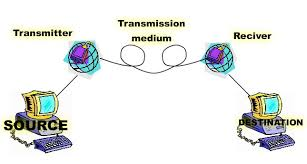 Transmitter
Transmission
medium
Reciver
SOURCE
DESTINATION